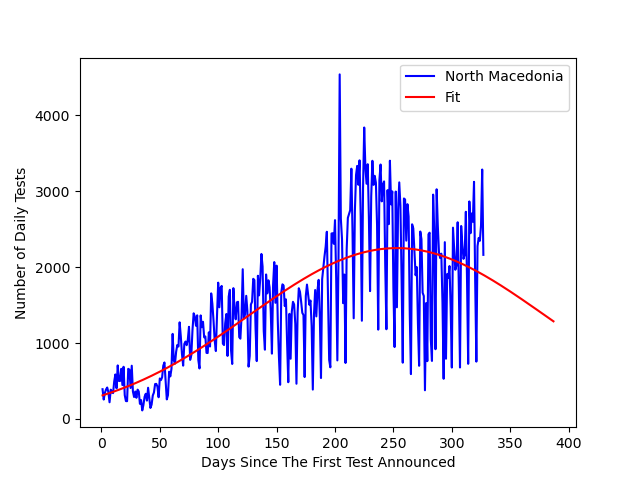 North Macedonia
Fit
4000
3000
2000
1000
0
Number of Daily Tests
0 50 100 150 200 250 300 350 400
Days Since The First Test Announced